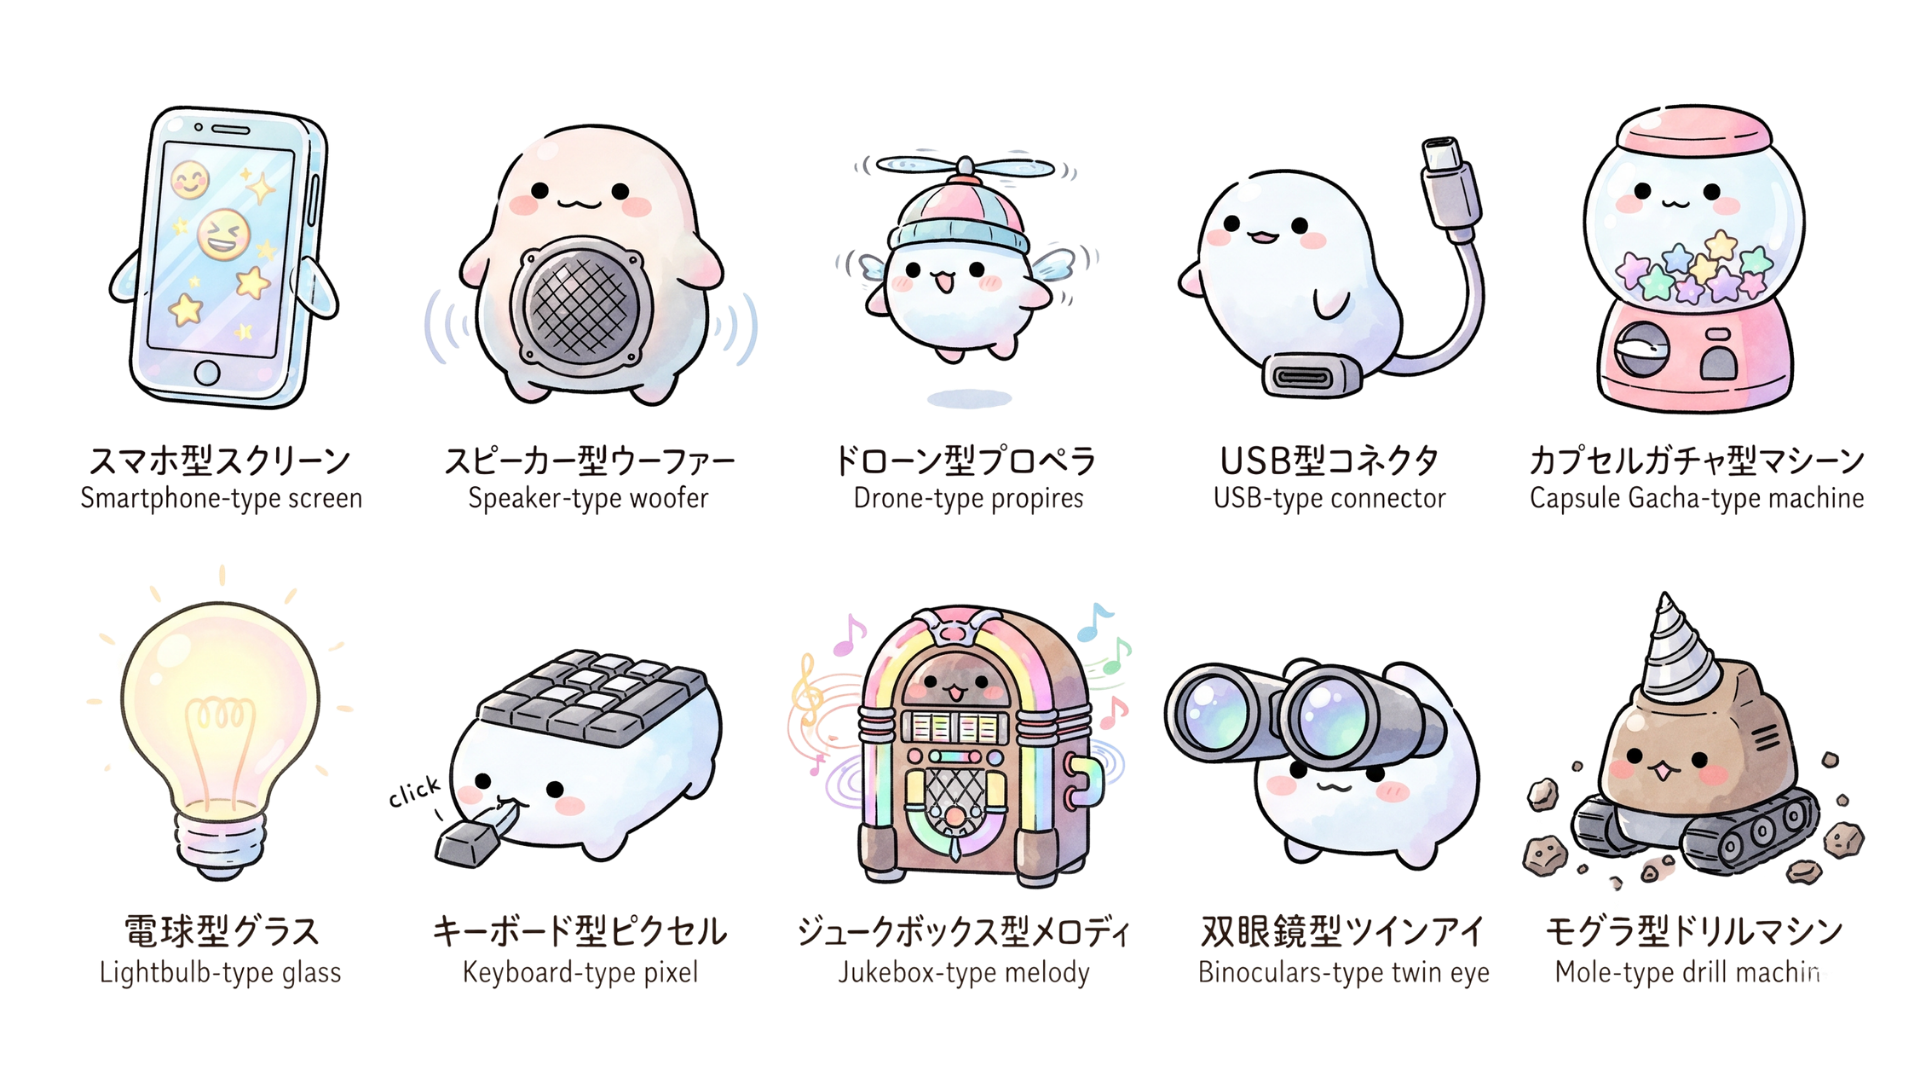 スマホ型スクリーン
Smartphone-type screen
スピーカー型ウーファー
Speaker-type woofer
ドローン型プロペラ
Drone-type propires
USB型コネクタ
USB-type connector
カプセルガチャ型マシーン
Capsule Gacha-type machine
電球型グラス
Lightbulb-type glass
click
キーボード型ピクセル
Keyboard-type pixel
ジュークボックス型メロディ
Jukebox-type melody
双眼鏡型ツインアイ
Binoculars-type twin eye
モグラ型ドリルマシン
Mole-type drill machin